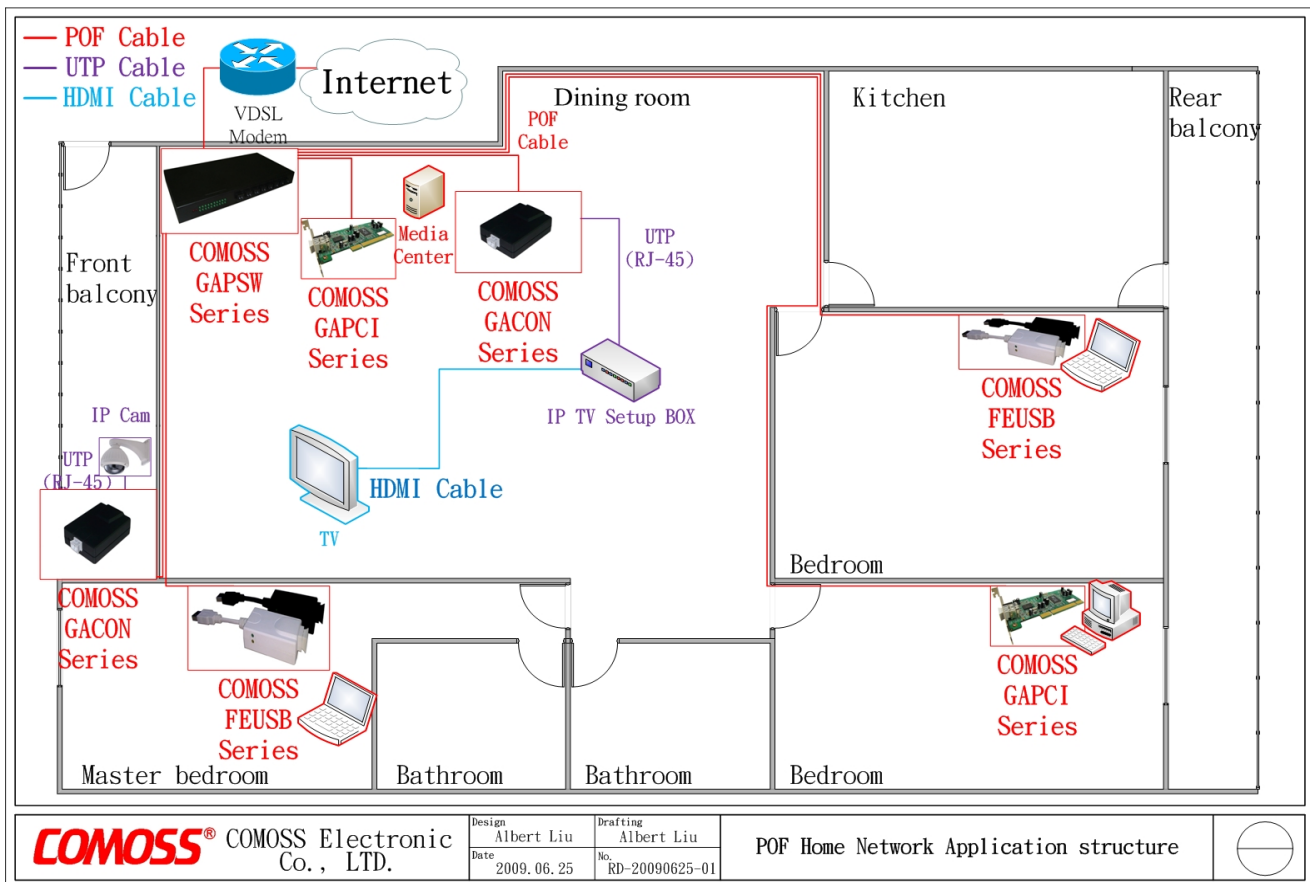 POF Cable
UTP Cable
HDMI Cable
VDSL
Modem
Internet
Dining room
POF
Cable
Kitchen
Rear
balcony
Front
balcony
COMOSS
GAPSW
Series
COMOSS
GAPCI
Series
Media
Center
COMOSS
GACON
Series
UTP
(RJ-45)
IP TV Setup BOX
HDMI Cable
TV
IP Cam
UTP
(RJ-45)
COMOSS
GACON
Series
COMOSS
FEUSB
Series
Bedroom
COMOSS
FEUSB
Series
Master bedroom
Bathroom
Bathroom
COMOSS
GAPCI
Series
Bedroom
COMOSS® COMOSS Electronic
Co., LTD.
Design
Albert Liu
Drafting
Albert Liu
Date
2009.06.25
No.
RD-20090625-01
POF Home Network Application structure